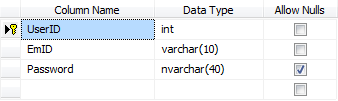 Column Name Data Type Allow Nulls
UserID int
EmID varchar(10)
Password nvarchar(40)